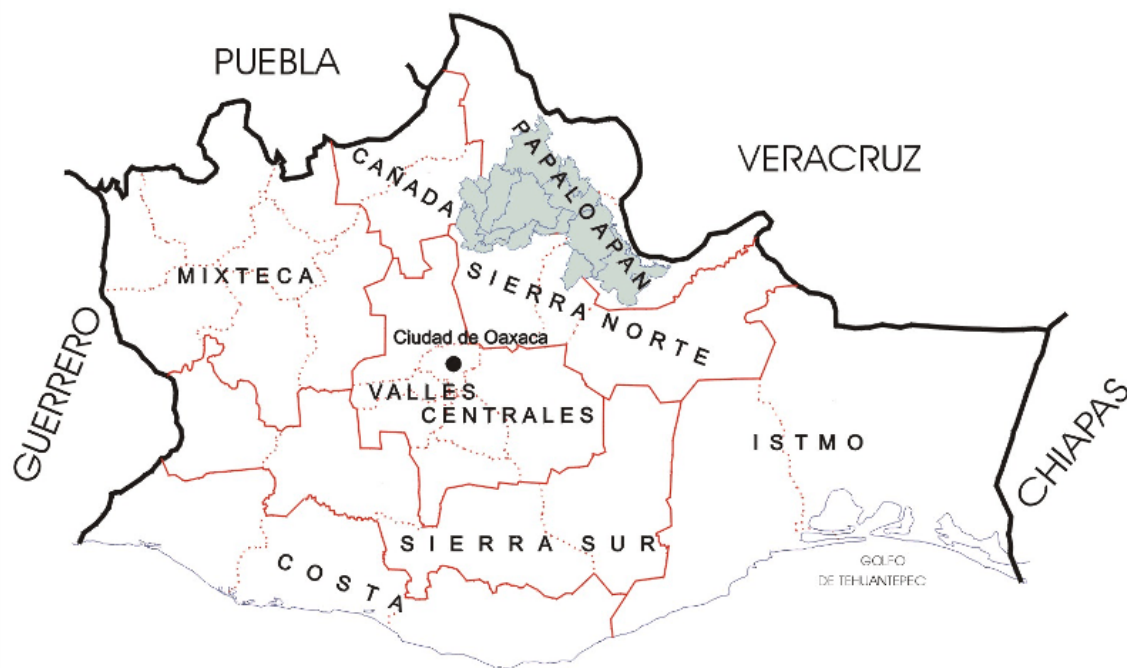 PUEBLA
VERACRUZ
PAPALOAPAN
CAÑADA
MIXTECA
SIERRA NORTE
GUERRERO
Ciudad de Oaxaca
VALLES
CENTRALES
ISTMO
CHIAPAS
SIERRA SUR
COSTA
GOLFO
DE TEHUANTEPEC